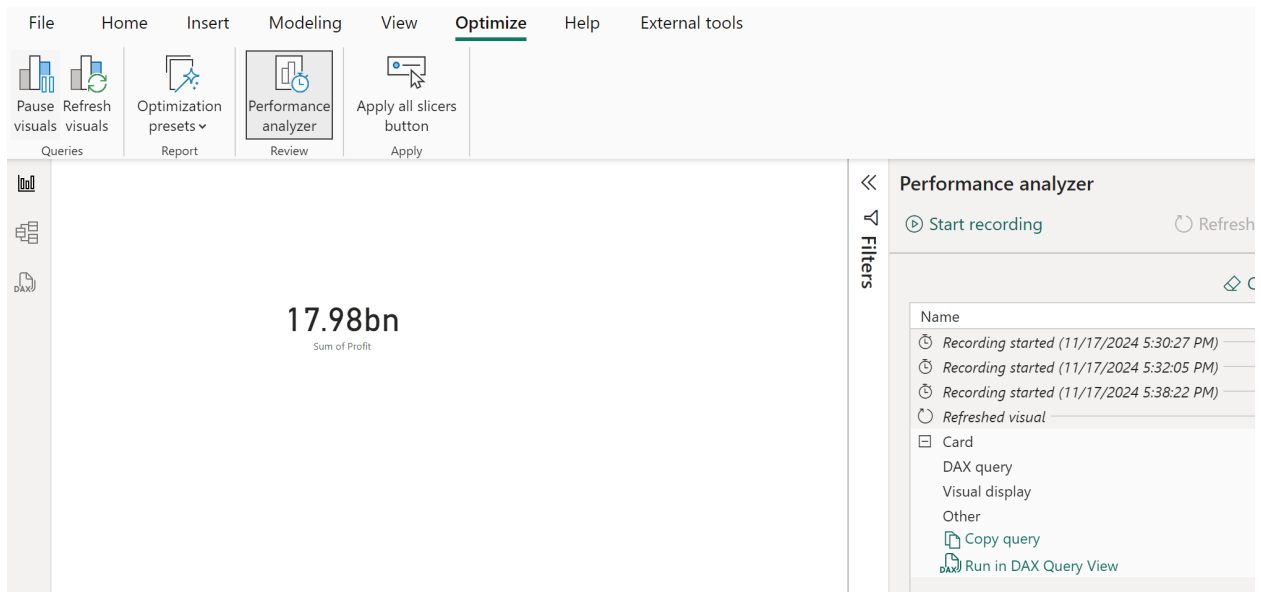 File Home Insert Modeling View Optimize Help External tools
Pause visuals
Refresh visuals
Optimization presets
Performance analyzer
Apply all slicers button
Queries Report Review Apply
DAX
17.98bn
Sum of Profit
Filters
Performance analyzer
Start recording Refresh
C
Name
Recording started (11/17/2024 5:30:27 PM)
Recording started (11/17/2024 5:32:05 PM)
Recording started (11/17/2024 5:38:22 PM)
Refreshed visual
Card
DAX query
Visual display
Other
Copy query
DAX Run in DAX Query View